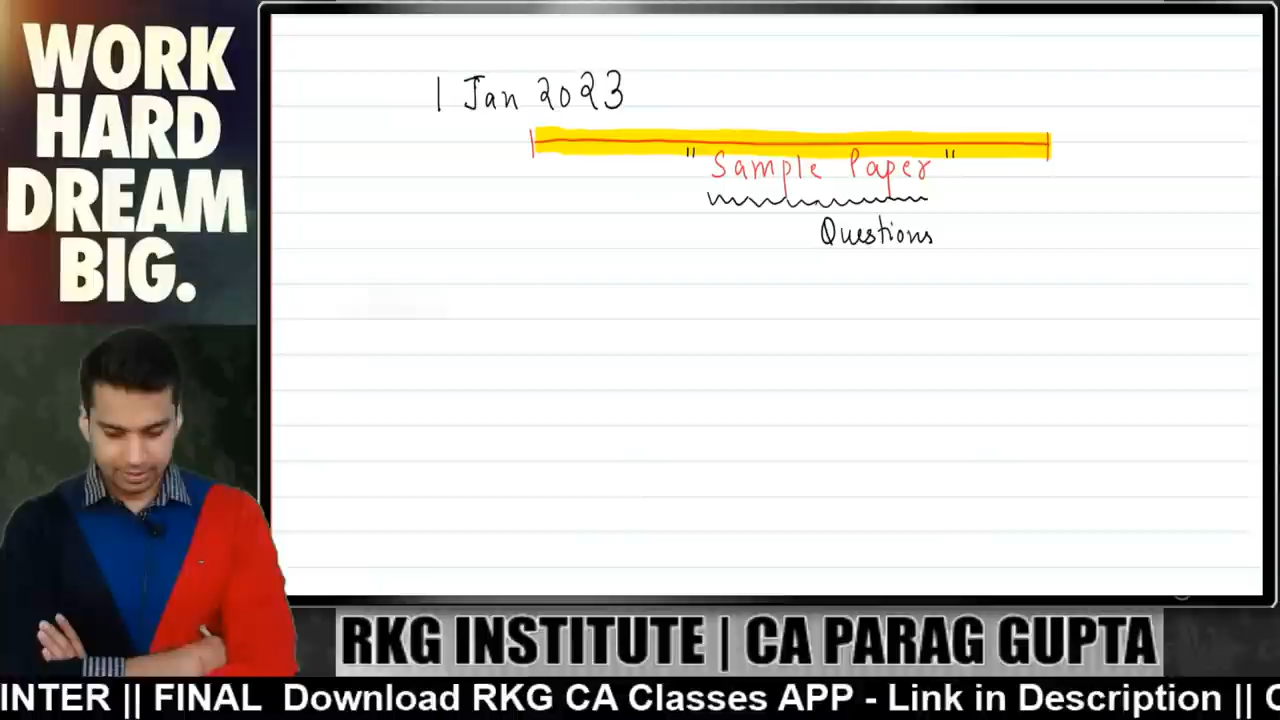 WORK
HARD
DREAM
BIG.
1 Jan 2023
"Sample Paper"
Questions
RKG INSTITUTE | CA PARAG GUPTA
INTER || FINAL Download RKG CA Classes APP - Link in Description || C